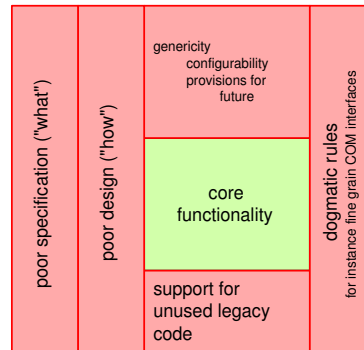 poor specification ("what")
poor design ("how")
genericity
configurability
provisions for
future
core
functionality
support for
unused legacy
code
dogmatic rules
for instance fine grain COM interfaces